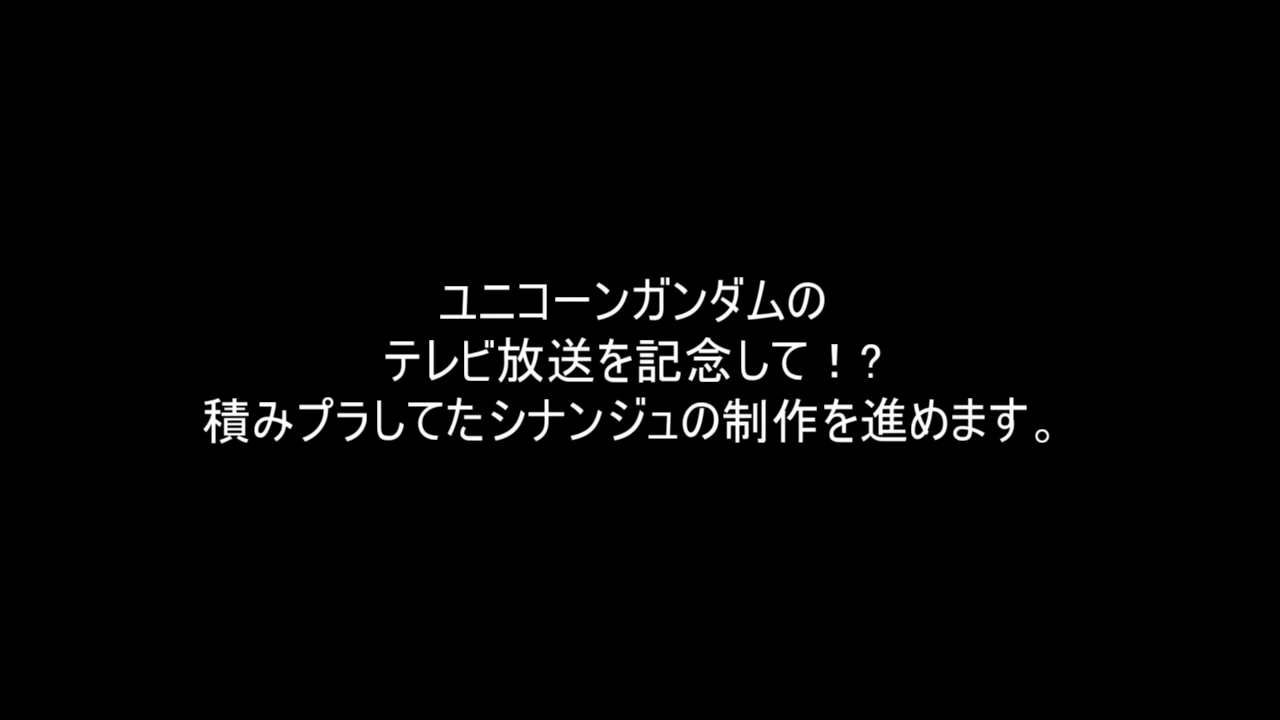 ユニコーンガンダムの
テレビ放送を記念して！?
積みプラしてたシナンジュの制作を進めます。